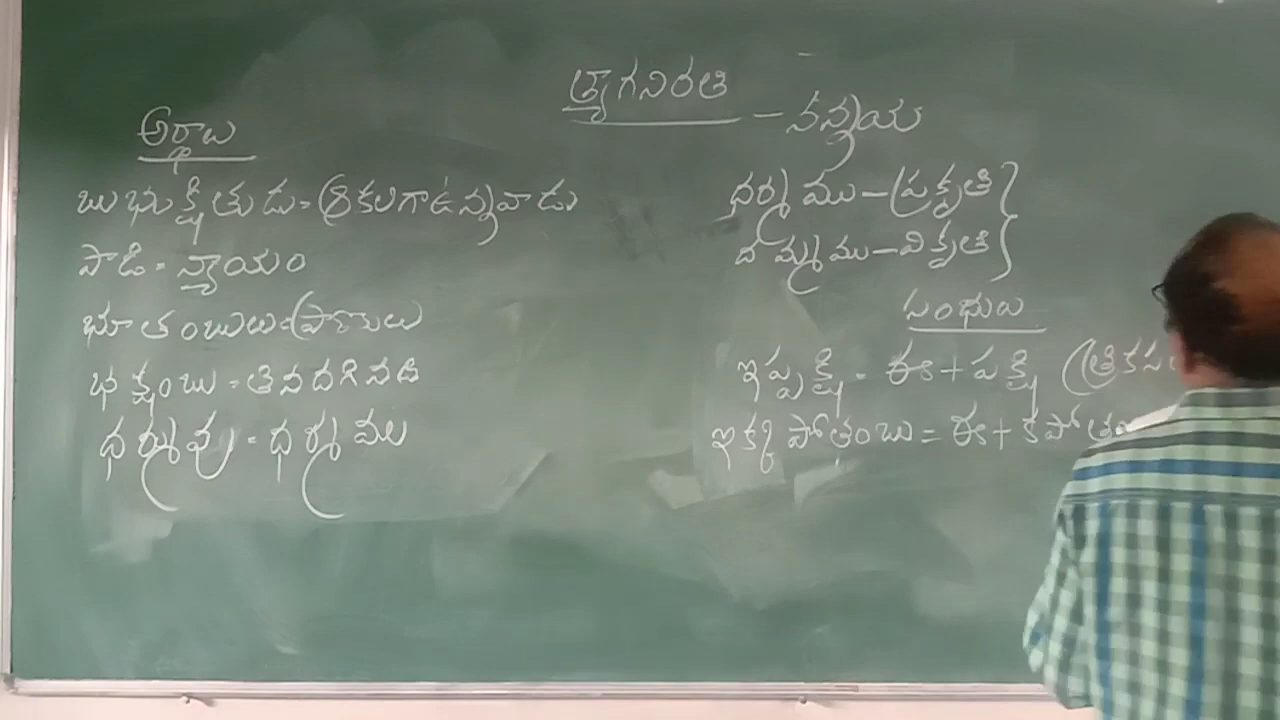 త్యాగనిరతి
– నన్నయ
అర్థాలు
బుభుక్షితుడు = ఆకలిగా ఉన్నవాడు
పాడి = న్యాయం
భూతంబులు = ప్రాణులు
భక్ష్యంబు = తినదగినది
ధర్మువు = ధర్మము
ధర్మము – ప్రకృతి }
దమ్మము – వికృతి }
సంధులు
ఇప్పక్షి = ఈ + పక్షి (త్రిక
ఇక్కపోతంబు = ఈ + కపోతం